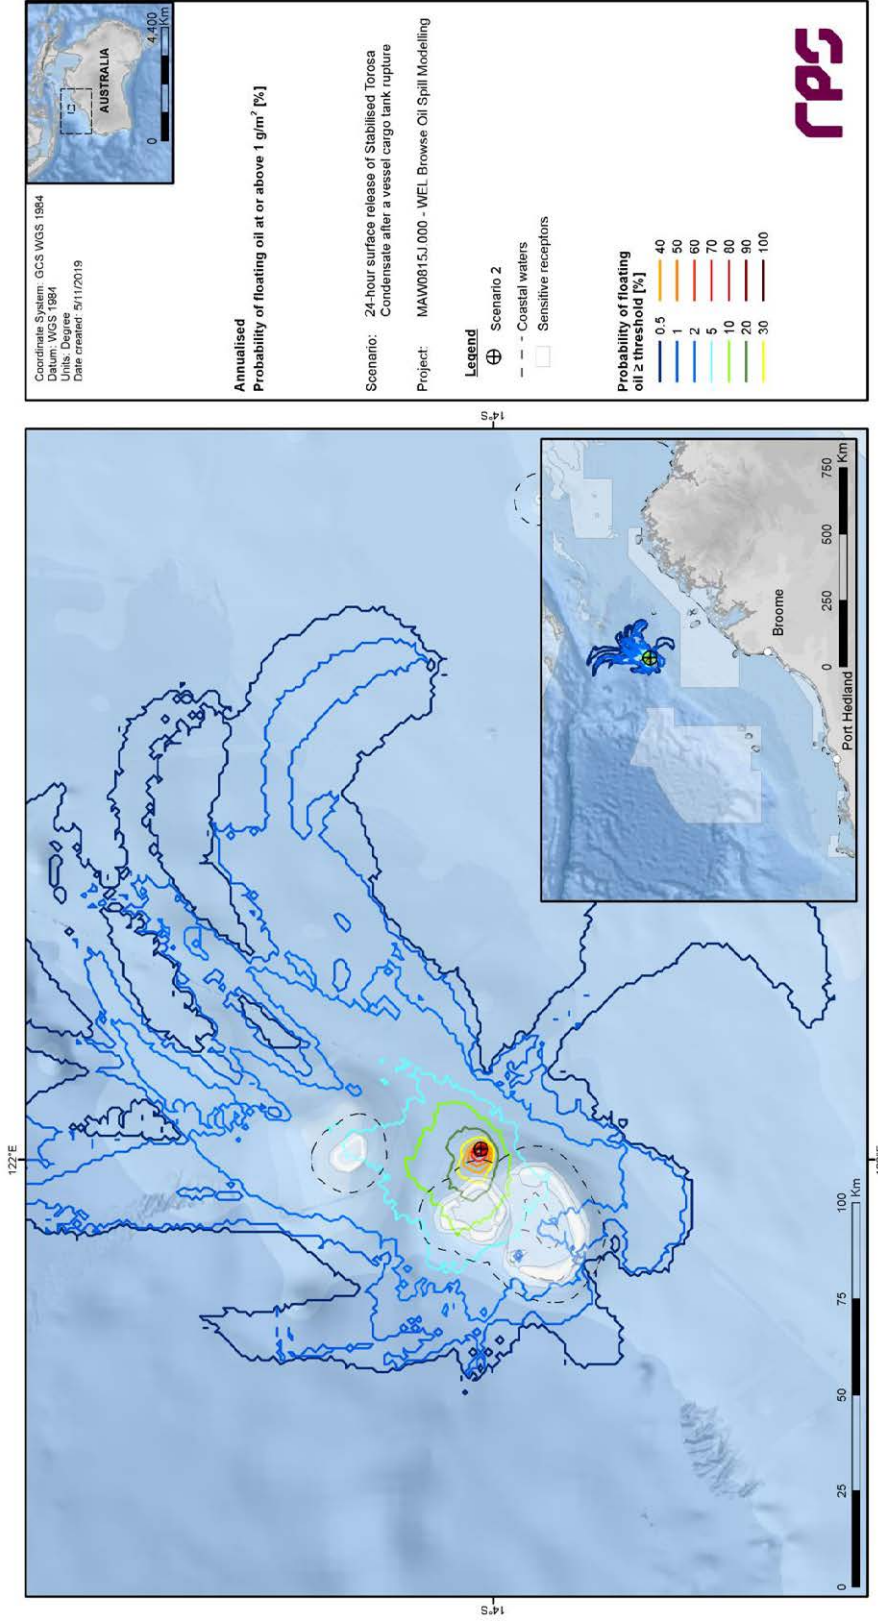 Coordinate System: GCS WGS 1984
Datum: WGS 1984
Units: Degree
Date created: 5/11/2019
AUSTRALIA
0
4,400
Km
Annualised
Probability of floating oil at or above 1 g/m² [%]
Scenario: 24-hour surface release of Stabilised Torosa
Condensate after a vessel cargo tank rupture
Project: MAW0815J.000 - WEL Browse Oil Spill Modelling
Legend
Scenario 2
Coastal waters
Sensitive receptors
Probability of floating
oil ≥ threshold [%]
0.5 40
1 50
2 60
5 70
10 80
20 90
30 100
rps
122°E
14°S
14°S
0 25 50 75 100
Km
Port Hedland
Broome
0 250 500 750
Km